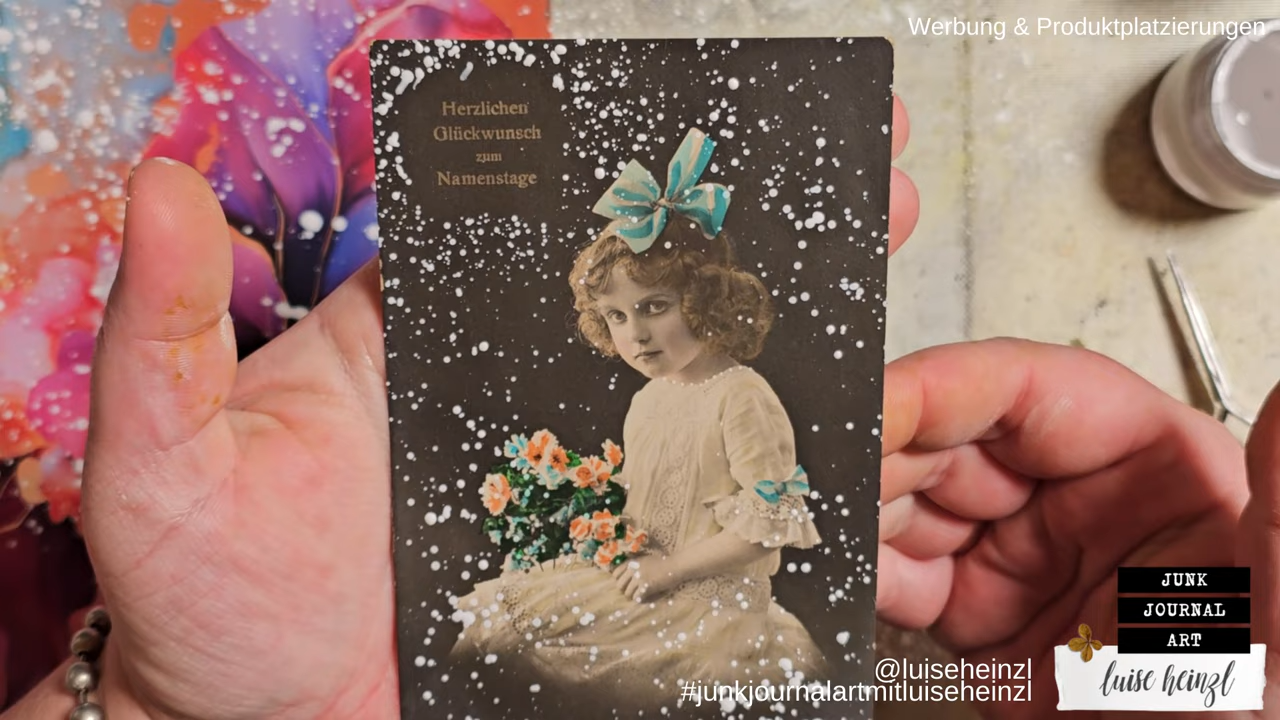 Werbung & Produktplatzierungen
Herzlichen
Glückwunsch
zum
Namenstage
@luiseheinzl
#junkjournalartmitluiseheinzl
JUNK
JOURNAL
ART
luise heinzl